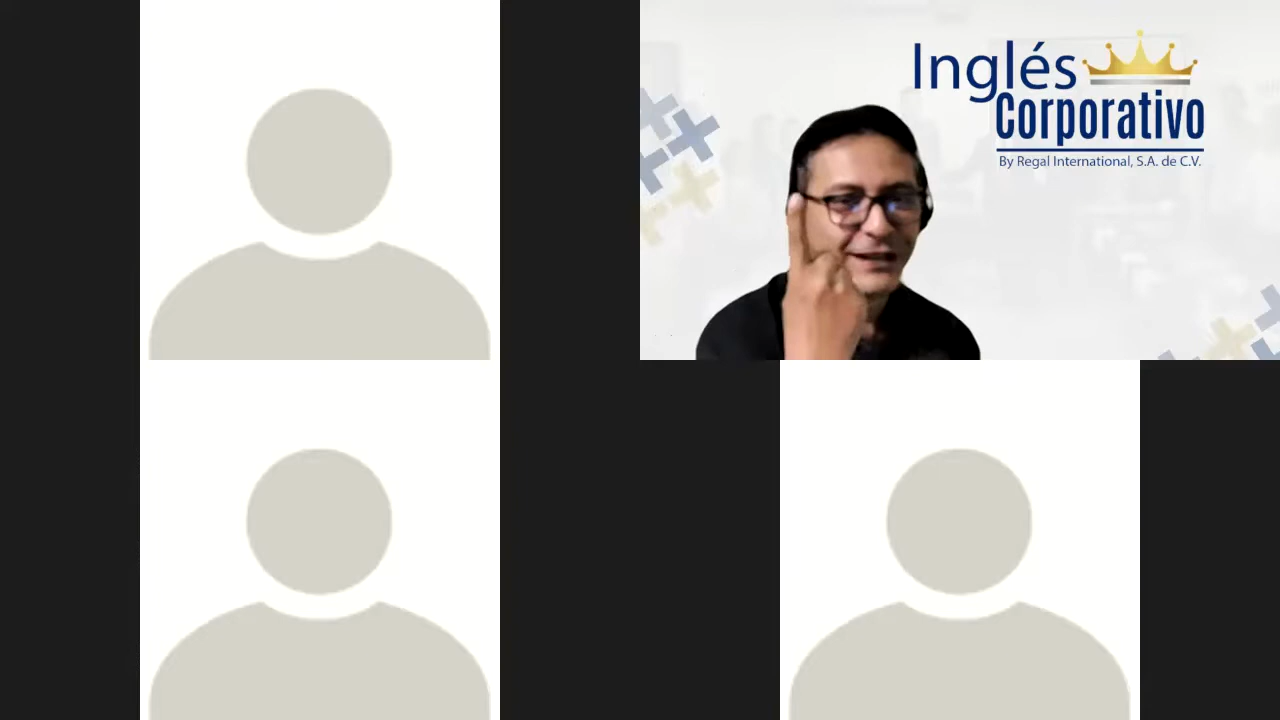 Inglés
Corporativo
By Regal International, S.A. de C.V.